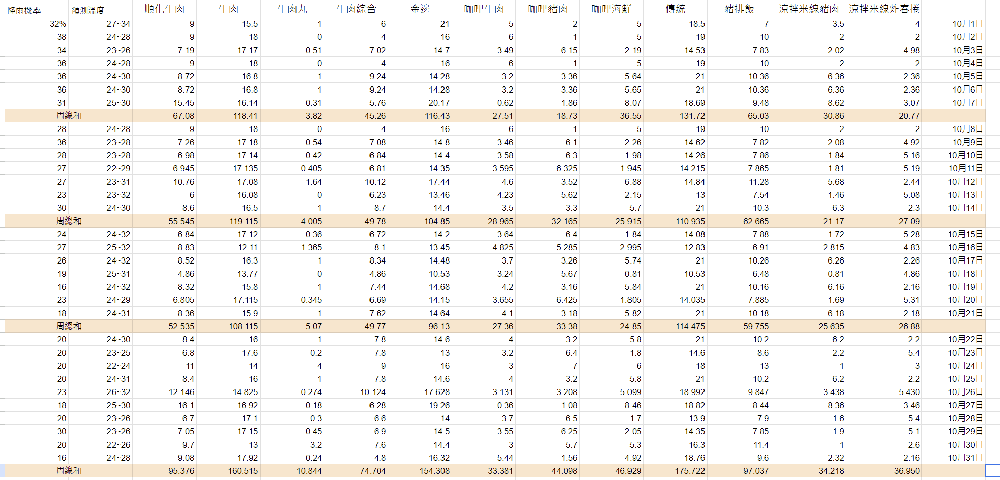 降雨機率 預測溫度 順化牛肉 牛肉 牛肉丸 牛肉綜合 金邊 咖哩牛肉 咖哩豬肉 咖哩海鮮 傳統 豬排飯 涼拌米線豬肉 涼拌米線炸春捲
32% 27~34 9 15.5 1 6 21 5 2 5 18.5 7 3.5 4 10月1日
38 24~28 9 18 0 4 16 6 1 5 19 10 2 2 10月2日
34 23~26 7.19 17.17 0.51 7.02 14.7 3.49 6.15 2.19 14.53 7.83 2.02 4.98 10月3日
36 24~28 9 18 0 4 16 6 1 5 19 10 2 2 10月4日
36 24~30 8.72 16.8 1 9.24 14.28 3.2 3.36 5.64 21 10.36 6.36 2.36 10月5日
36 24~30 8.72 16.8 1 9.24 14.28 3.2 3.36 5.65 21 10.36 6.36 2.36 10月6日
31 25~30 15.45 16.14 0.31 5.76 20.17 0.62 1.86 8.07 18.69 9.48 8.62 3.07 10月7日
周總和 67.08 118.41 3.82 45.26 116.43 27.51 18.73 36.55 131.72 65.03 30.86 20.77
28 24~28 9 18 0 4 16 6 1 5 19 10 2 2 10月8日
36 23~28 7.26 17.18 0.54 7.08 14.8 3.46 6.1 2.26 14.62 7.82 2.08 4.92 10月9日
28 23~28 6.98 17.14 0.42 6.84 14.4 3.58 6.3 1.98 14.26 7.86 1.84 5.16 10月10日
27 22~29 6.945 17.135 0.405 6.81 14.35 3.595 6.325 1.945 14.215 7.865 1.81 5.19 10月11日
27 23~31 10.76 17.08 1.64 10.12 17.44 4.6 3.52 6.88 14.84 11.28 5.68 2.44 10月12日
23 23~32 6 16.08 0 6.23 13.46 4.23 5.62 2.15 13 7.54 1.46 5.08 10月13日
30 24~30 8.6 16.5 1 8.7 14.4 3.5 3.3 5.7 21 10.3 6.3 2.3 10月14日
周總和 55.545 119.115 4.005 49.78 104.85 28.965 32.165 25.915 110.935 62.665 21.17 27.09
24 24~32 6.84 17.12 0.36 6.72 14.2 3.64 6.4 1.84 14.08 7.88 1.72 5.28 10月15日
27 25~32 8.83 12.11 1.365 8.1 13.45 4.825 5.285 2.995 12.83 6.91 2.815 4.83 10月16日
26 24~32 8.52 16.3 1 8.34 14.48 3.7 3.26 5.74 21 10.26 6.26 2.26 10月17日
19 25~31 4.86 13.77 0 4.86 10.53 3.24 5.67 0.81 10.53 6.48 0.81 4.86 10月18日
16 24~32 8.32 15.8 1 7.44 14.68 4.2 3.16 5.84 21 10.16 6.16 2.16 10月19日
23 24~29 6.805 17.115 0.345 6.69 14.15 3.655 6.425 1.805 14.035 7.885 1.69 5.31 10月20日
18 24~31 8.36 15.9 1 7.62 14.64 4.1 3.18 5.82 21 10.18 6.18 2.18 10月21日
周總和 52.535 108.115 5.07 49.77 96.13 27.36 33.38 24.85 114.475 59.755 25.635 26.88
20 24~30 8.4 16 1 7.8 14.6 4 3.2 5.8 21 10.2 6.2 2.2 10月22日
20 23~25 6.8 17.6 0.2 7.8 13 3.2 6.4 1.8 14.6 8.6 2.2 5.4 10月23日
20 22~24 11 14 4 9 16 3 7 6 18 13 1 3 10月24日
20 24~31 8.4 16 1 7.8 14.6 4 3.2 5.8 21 10.2 6.2 2.2 10月25日
23 26~32 12.146 14.825 0.274 10.124 17.628 3.131 3.208 5.099 18.992 9.847 3.438 5.430 10月26日
18 25~30 16.1 16.92 0.18 6.28 19.26 0.36 1.08 8.46 18.82 8.44 8.36 3.46 10月27日
20 23~26 6.7 17.1 0.3 6.6 14 3.7 6.5 1.7 13.9 7.9 1.6 5.4 10月28日
30 23~26 7.05 17.15 0.45 6.9 14.5 3.55 6.25 2.05 14.35 7.85 1.9 5.1 10月29日
20 22~26 9.7 13 3.2 7.6 14.4 3 5.7 5.3 16.3 11.4 1 2.6 10月30日
16 24~28 9.08 17.92 0.24 4.8 16.32 5.44 1.56 4.92 18.76 9.6 2.32 2.16 10月31日
周總和 95.376 160.515 10.844 74.704 154.308 33.381 44.098 46.929 175.722 97.037 34.218 36.950